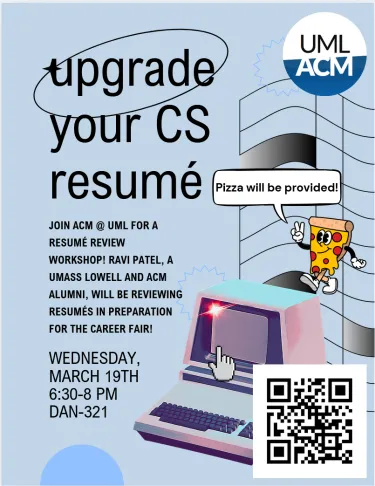 UML
ACM
upgrade
your CS
resumé
Pizza will be provided!
JOIN ACM @ UML FOR A
RESUMÉ REVIEW
WORKSHOP! RAVI PATEL, A
UMASS LOWELL AND ACM
ALUMNI, WILL BE REVIEWING
RESUMÉS IN PREPARATION
FOR THE CAREER FAIR!
WEDNESDAY,
MARCH 19TH
6:30-8 PM
DAN-321